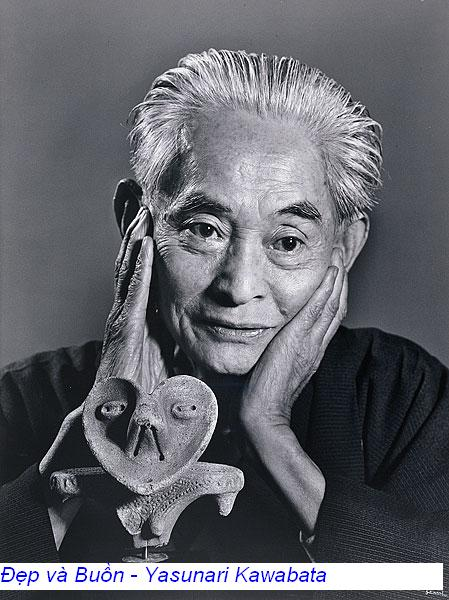 Đẹp và Buồn - Yasunari Kawabata